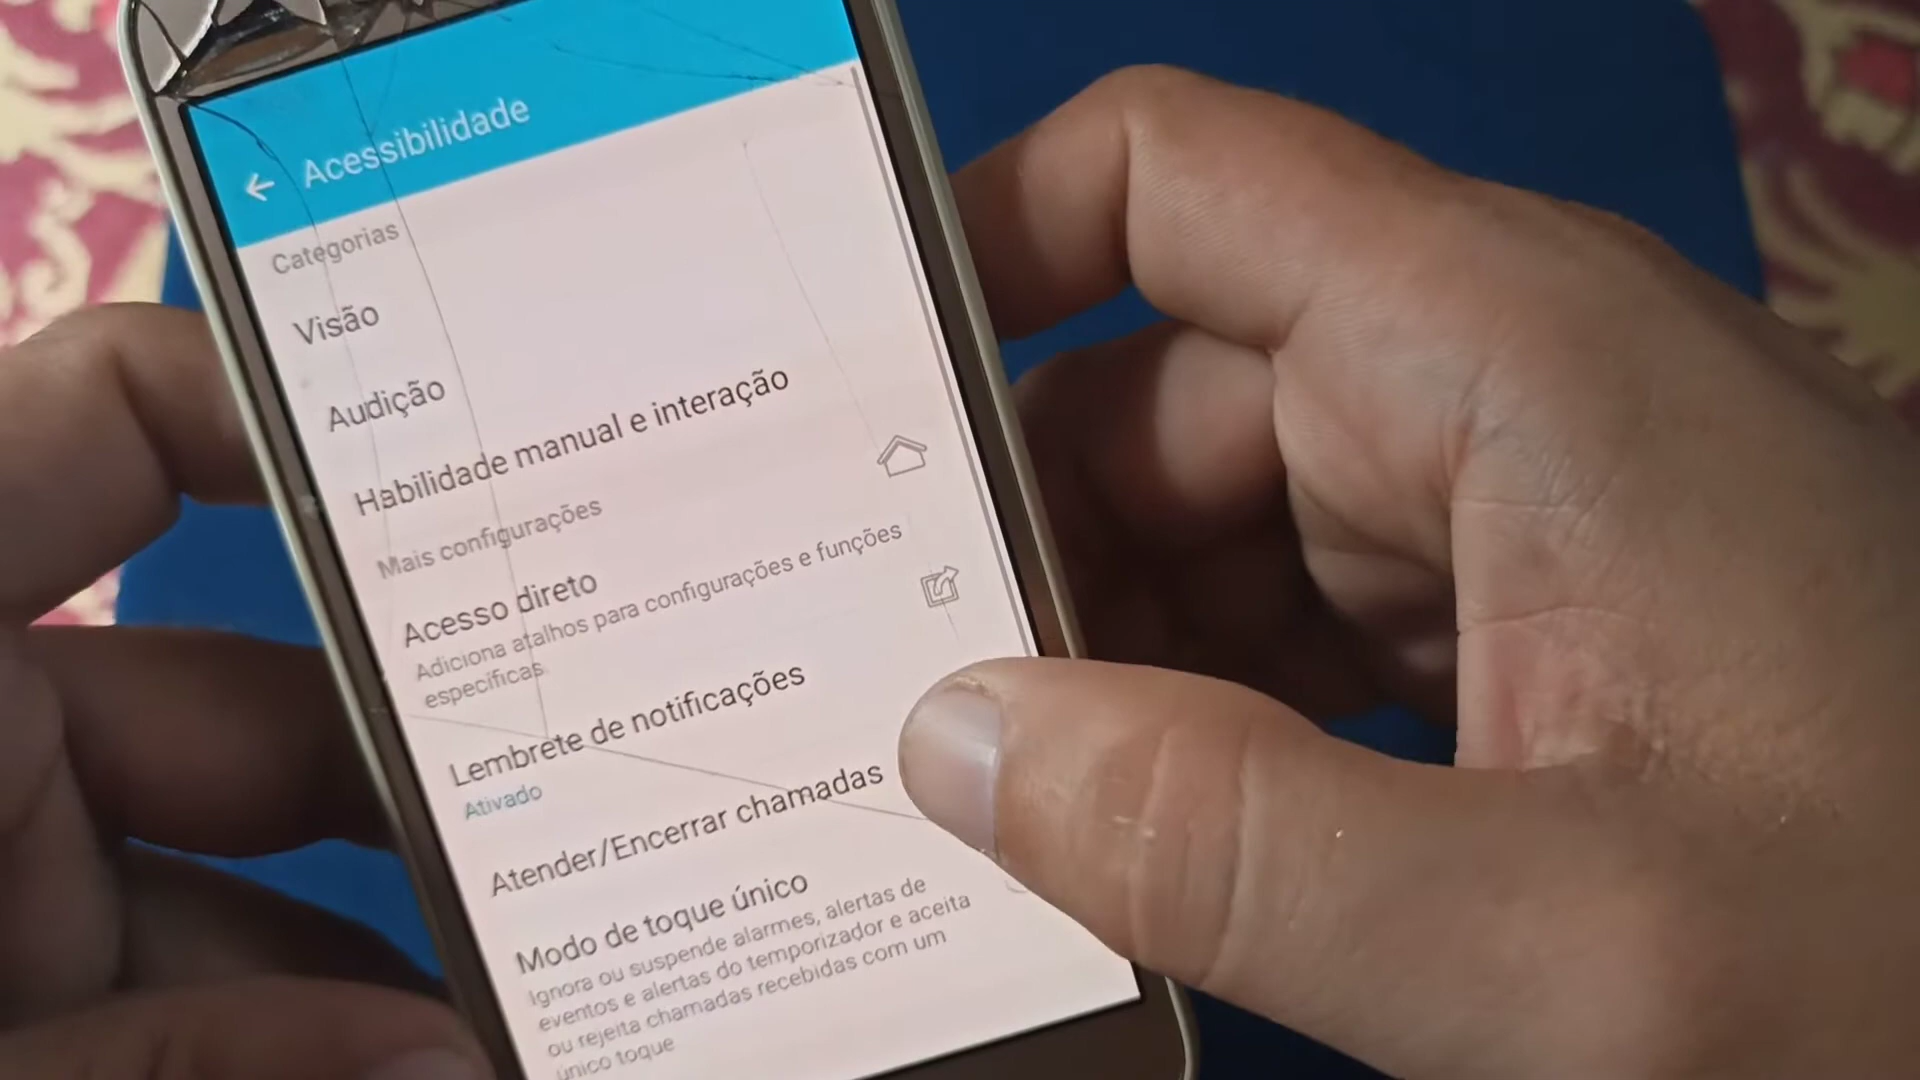 Acessibilidade
Categorias
Visão
Audição
Habilidade manual e interação
Mais configurações
Acesso direto
Adiciona atalhos para configurações e funções
específicas
Lembrete de notificações
Ativado
Atender/Encerrar chamadas
Modo de toque único
Ignora ou suspende alarmes, alertas de
eventos e alertas do temporizador e aceita
ou rejeita chamadas recebidas com um
único toque